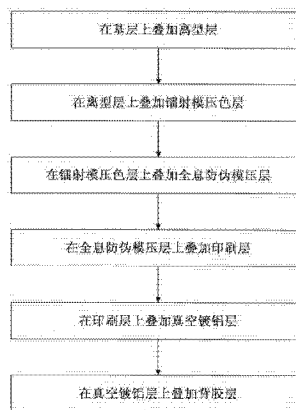 在基层上叠加离型层
在离型层上叠加镭射模压色层
在镭射模压色层上叠加全息防伪模压层
在全息防伪模压层上叠加印刷层
在印刷层上叠加真空镀铝层
在真空镀铝层上叠加背胶层